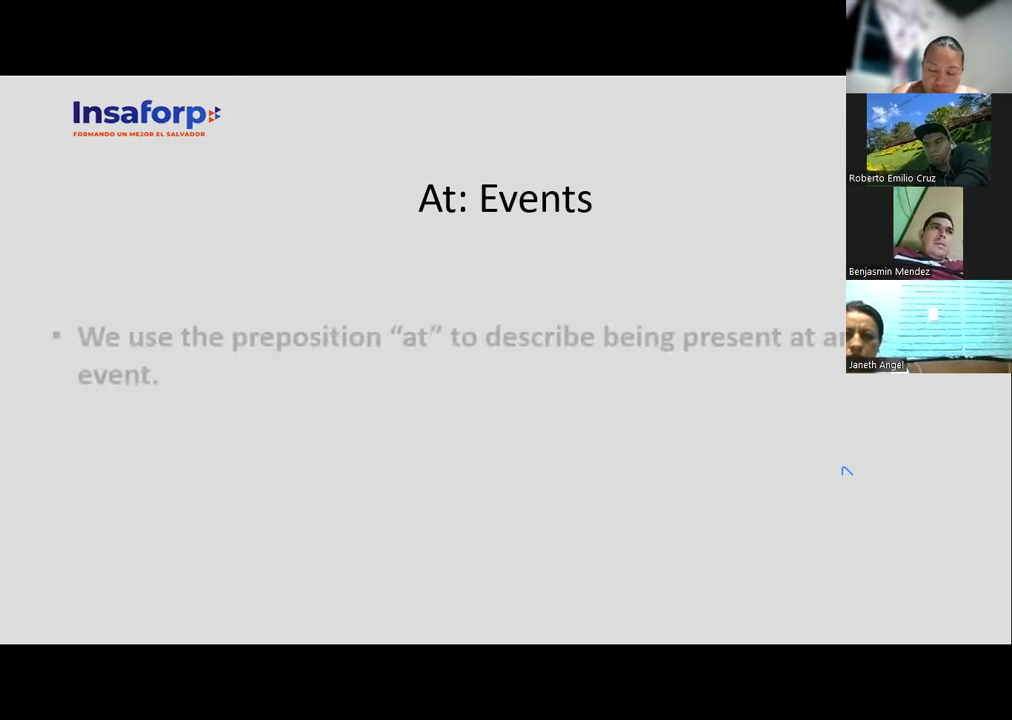 Insaforp
FORMANDO UN MEJOR EL SALVADOR
At: Events
Roberto Emilio Cruz
Benjasmin Mendez
▪ We use the preposition “at” to describe being present at an
event.
Janeth Angel